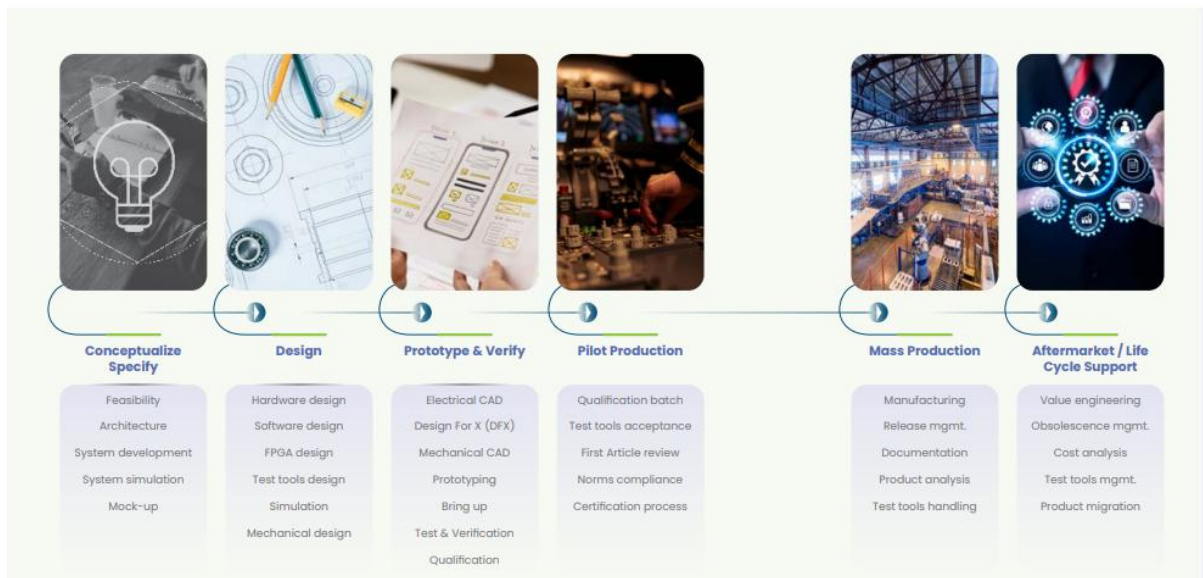 Conceptualize
Specify
Feasibility
Architecture
System development
System simulation
Mock-up
Design
Hardware design
Software design
FPGA design
Test tools design
Simulation
Mechanical design
Prototype & Verify
Electrical CAD
Design For X (DFX)
Mechanical CAD
Prototyping
Bring up
Test & Verification
Qualification
Pilot Production
Qualification batch
Test tools acceptance
First Article review
Norms compliance
Certification process
Mass Production
Manufacturing
Release mgmt.
Documentation
Product analysis
Test tools handling
Aftermarket / Life
Cycle Support
Value engineering
Obsolescence mgmt.
Cost analysis
Test tools mgmt.
Product migration